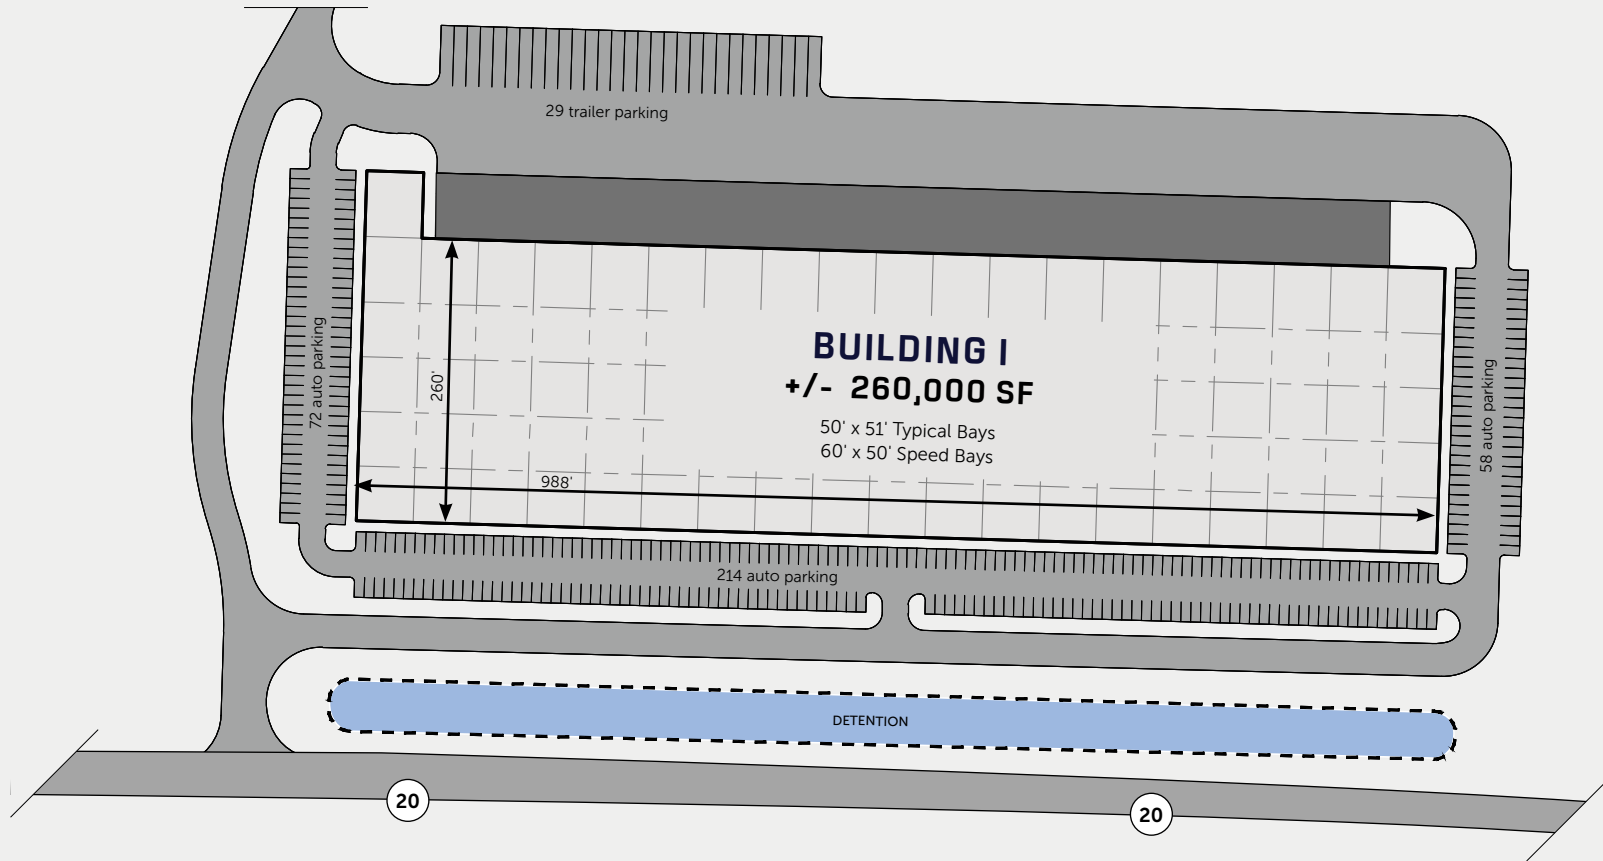 29 trailer parking
72 auto parking
260'
BUILDING I
+/- 260,000 SF
50' x 51' Typical Bays
60' x 50' Speed Bays
58 auto parking
988'
214 auto parking
DETENTION
20
20